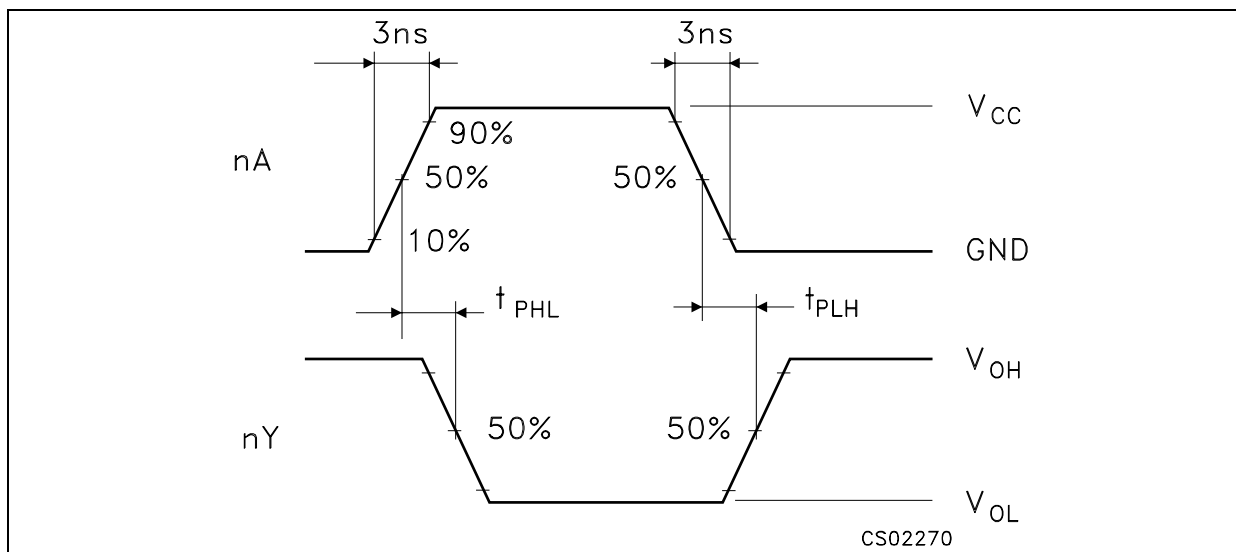 3ns 3ns
V_CC
90%
nA
50% 50%
10% GND
t_PHL t_PLH
V_OH
50% 50%
nY
V_OL
CS02270